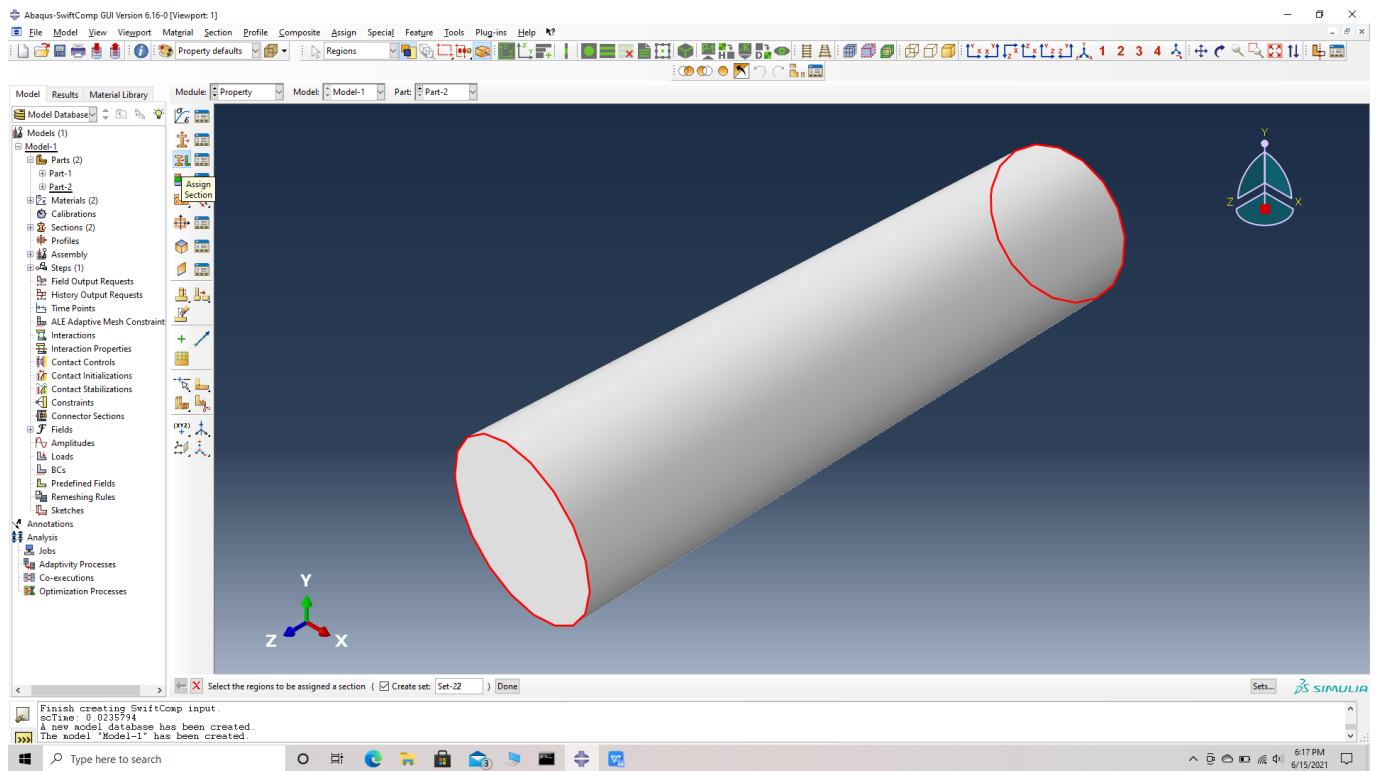 Abaqus-SwiftComp GUI Version 6.16-0 [Viewport: 1]
File Model View Viewport Material Section Profile Composite Assign Special Feature Tools Plug-ins Help
Property defaults Regions 1 2 3 4
Model Results Material Library Module: Property Model: Model-1 Part: Part-2
Model Database
Models (1)
Model-1
Parts (2)
Part-1
Part-2
Materials (2)
Calibrations
Sections (2)
Profiles
Assembly
Steps (1)
Field Output Requests
History Output Requests
Time Points
ALE Adaptive Mesh Constraint
Interactions
Interaction Properties
Contact Controls
Contact Initializations
Contact Stabilizations
Constraints
Connector Sections
Fields
Amplitudes
Loads
BCs
Predefined Fields
Remeshing Rules
Sketches
Annotations
Analysis
Jobs
Adaptivity Processes
Co-executions
Optimization Processes
Assign
Section
(XYZ)
Y
Z X
Y
Z X
Select the regions to be assigned a section ( Create set: Set-22 ) Done Sets... SIMULIA
Finish creating SwiftComp input.
scTime: 0.0235794
A new model database has been created.
The model "Model-1" has been created.
Type here to search
3
6:17 PM
6/15/2021